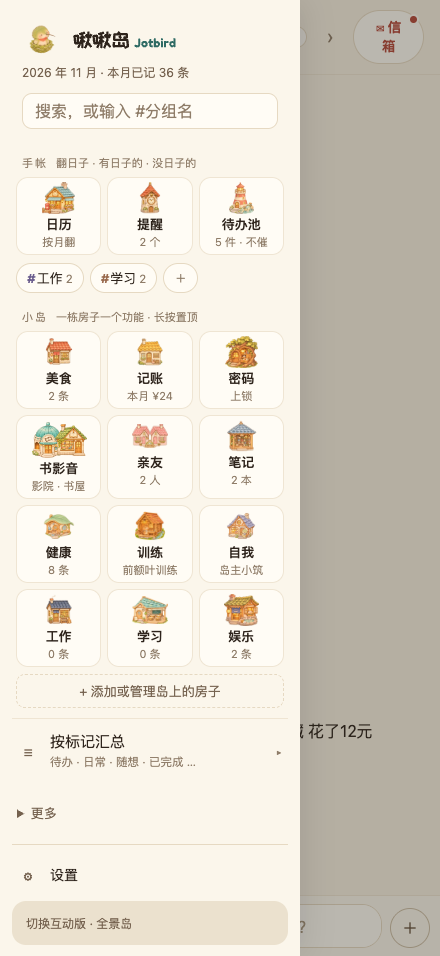 啾啾岛 Jotbird
2026 年 11 月 · 本月已记 36 条
搜索，或输入 #分组名
手帐 翻日子 · 有日子的 · 没日子的
日历
按月翻
提醒
2 个
待办池
5 件 · 不催
#工作 2
#学习 2
+
小岛 一栋房子一个功能 · 长按置顶
美食
2 条
记账
本月 ¥24
密码
上锁
书影音
影院 · 书屋
亲友
2 人
笔记
2 本
健康
8 条
训练
前额叶训练
自我
岛主小筑
工作
0 条
学习
0 条
娱乐
2 条
+ 添加或管理岛上的房子
按标记汇总
待办 · 日常 · 随想 · 已完成 ...
更多
设置
切换互动版 · 全景岛
信
箱
花了12元
?
+